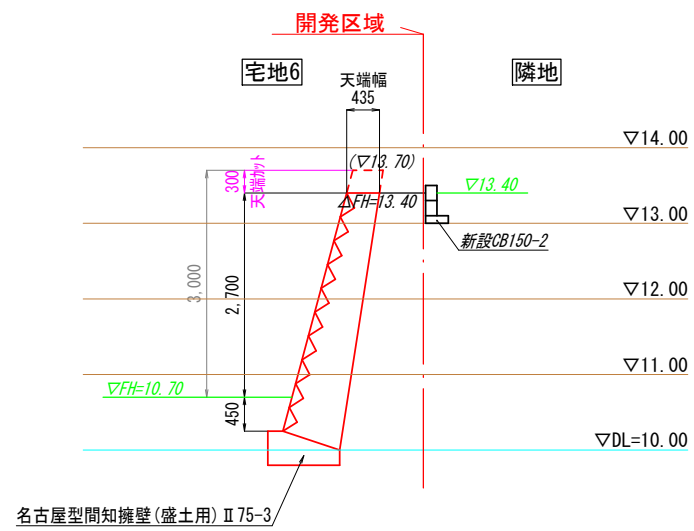 開発区域
宅地6
隣地
天端幅
435
▽14.00
(▽13.70)
300
天端カット
▽13.40
△FH=13.40
▽13.00
新設CB150-2
3,000
2,700
▽12.00
▽11.00
▽FH=10.70
450
▽DL=10.00
名古屋型間知擁壁(盛土用)Ⅱ75-3